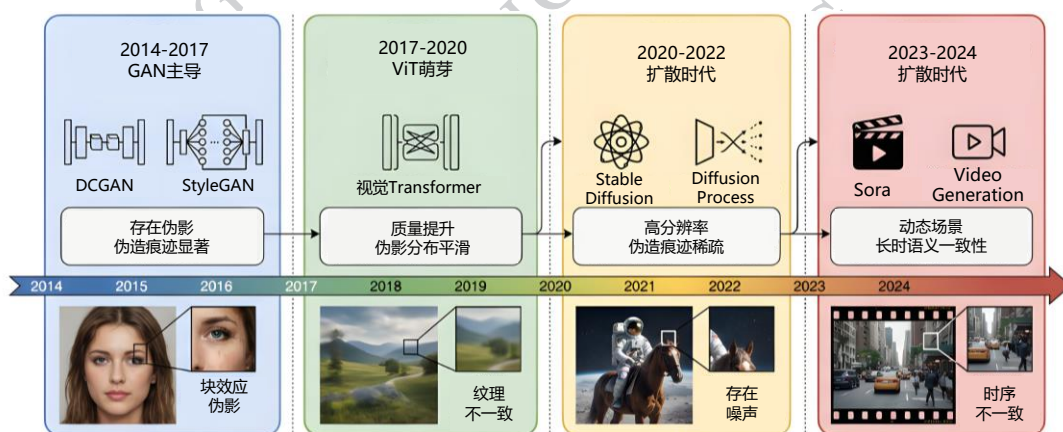 2014-2017
GAN主导
DCGAN
StyleGAN
存在伪影
伪造痕迹显著
2017-2020
ViT萌芽
视觉Transformer
质量提升
伪影分布平滑
2020-2022
扩散时代
Stable
Diffusion
Diffusion
Process
高分辨率
伪造痕迹稀疏
2023-2024
扩散时代
Sora
Video
Generation
动态场景
长时语义一致性
2014 2015 2016 2017 2018 2019 2020 2021 2022 2023 2024
块效应
伪影
纹理
不一致
存在
噪声
时序
不一致